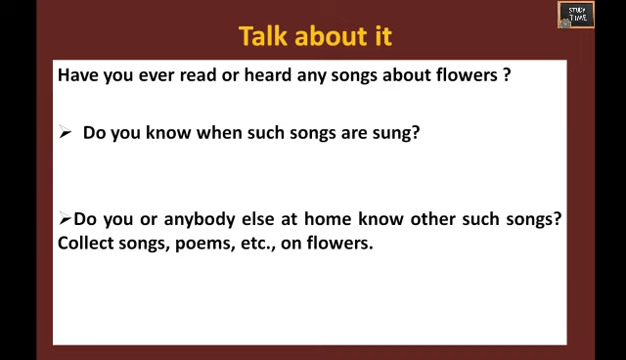 STUDY
TIME
Talk about it
Have you ever read or heard any songs about flowers ?
➢ Do you know when such songs are sung?
➢Do you or anybody else at home know other such songs?
Collect songs, poems, etc., on flowers.